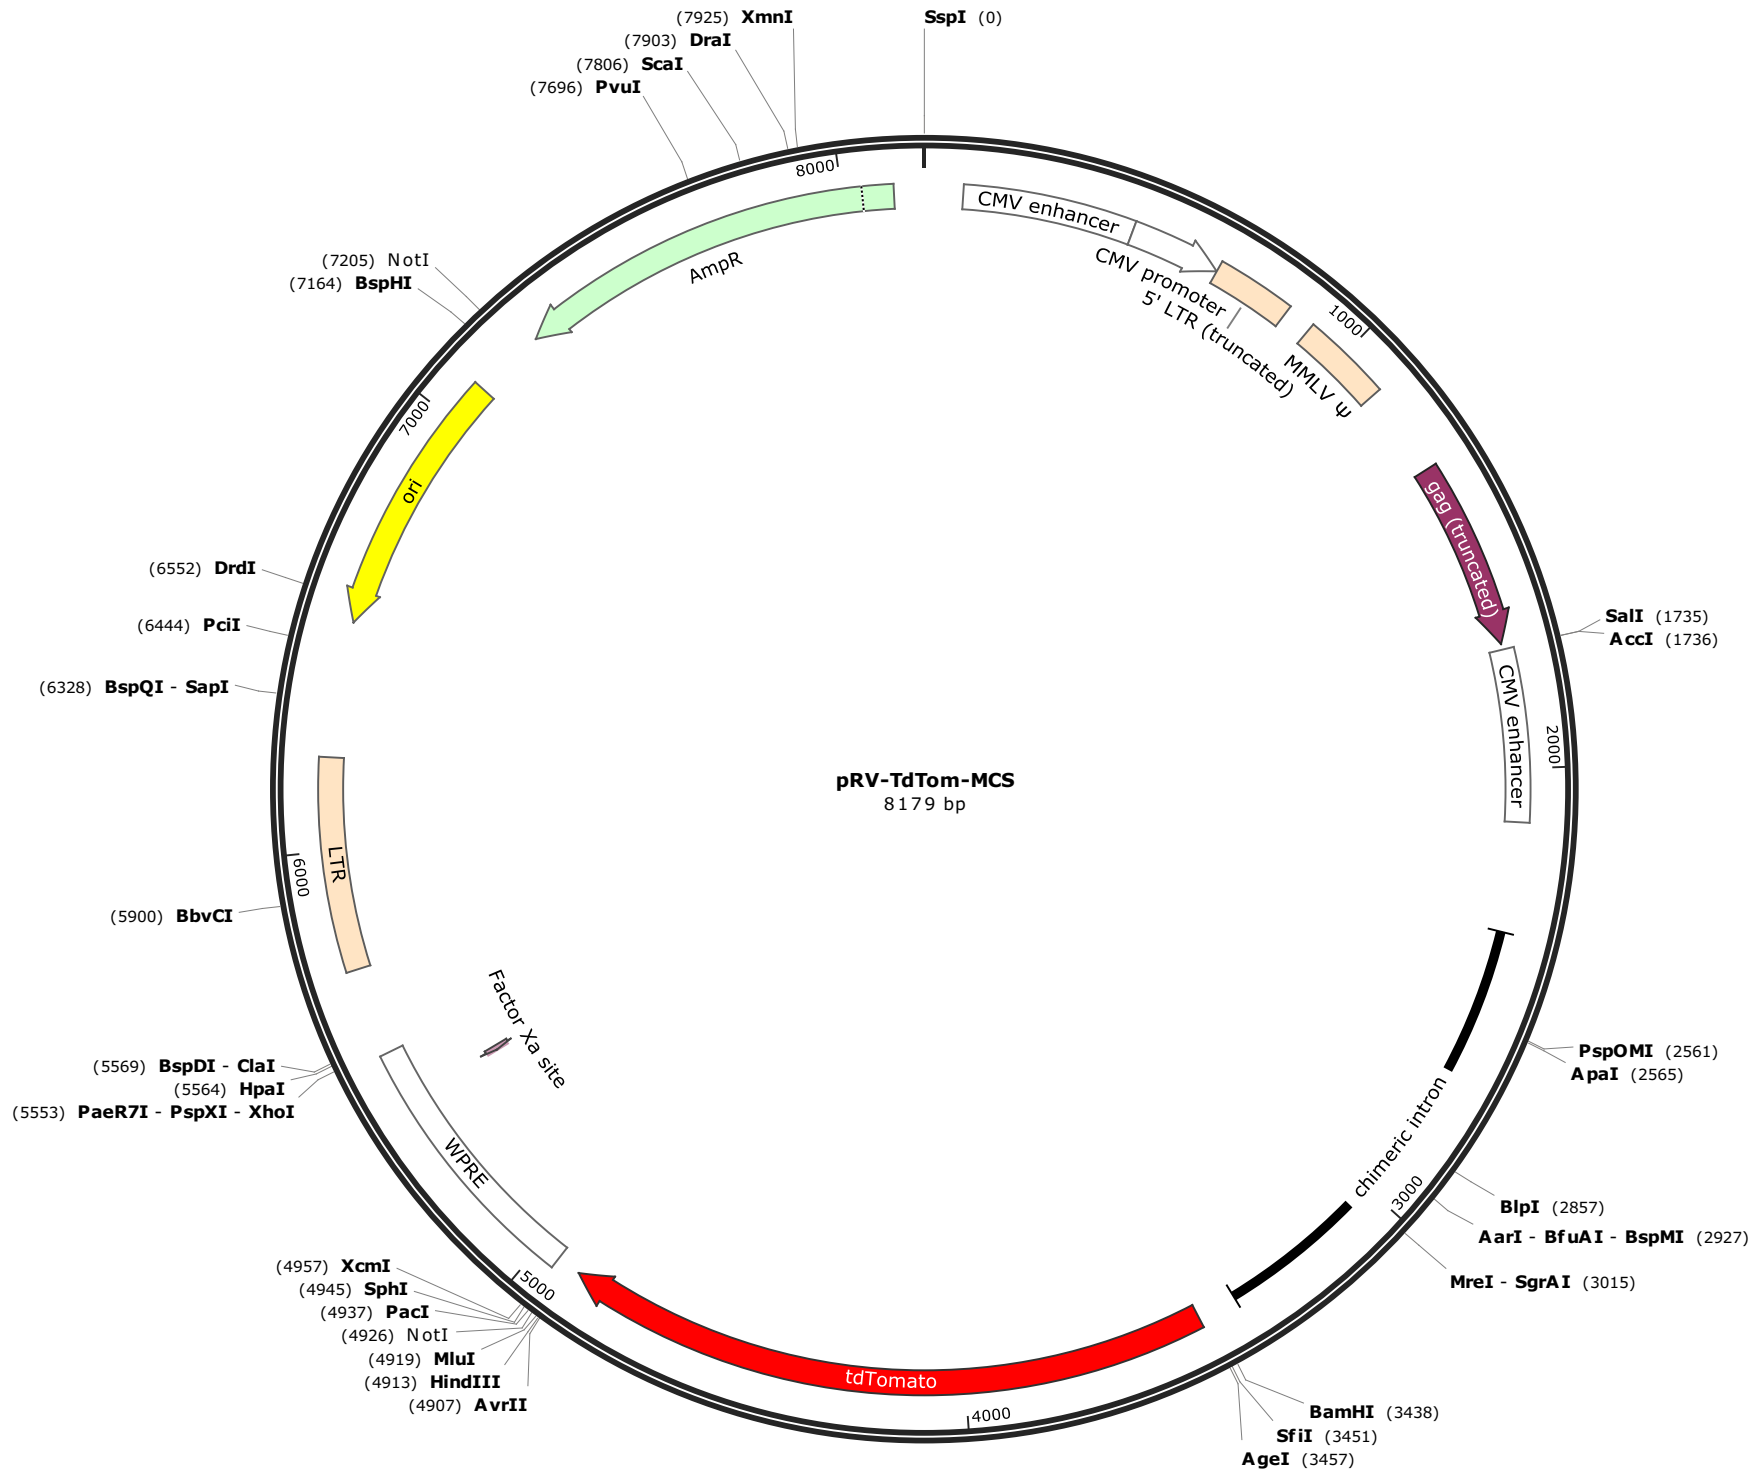 (7925) XmnI
SspI (0)
(7903) DraI
(7806) ScaI
(7696) PvuI
8000
CMV enhancer
CMV promoter
5' LTR (truncated)
1000
MMLV Ψ
AmpR
(7205) NotI
(7164) BspHI
7000
ori
gag (truncated)
(6552) DrdI
(6444) PciI
(6328) BspQI - SapI
SalI (1735)
AccI (1736)
CMV enhancer
2000
pRV-TdTom-MCS
8179 bp
LTR
6000
(5900) BbvCI
Factor Xa site
(5569) BspDI - ClaI
(5564) HpaI
(5553) PaeR7I - PspXI - XhoI
PspOMI (2561)
ApaI (2565)
chimeric intron
WPRE
3000
BlpI (2857)
AarI - BfuAI - BspMI (2927)
MreI - SgrAI (3015)
(4957) XcmI
(4945) SphI
(4937) PacI
(4926) NotI
(4919) MluI
(4913) HindIII
(4907) AvrII
5000
tdTomato
4000
BamHI (3438)
SfiI (3451)
AgeI (3457)